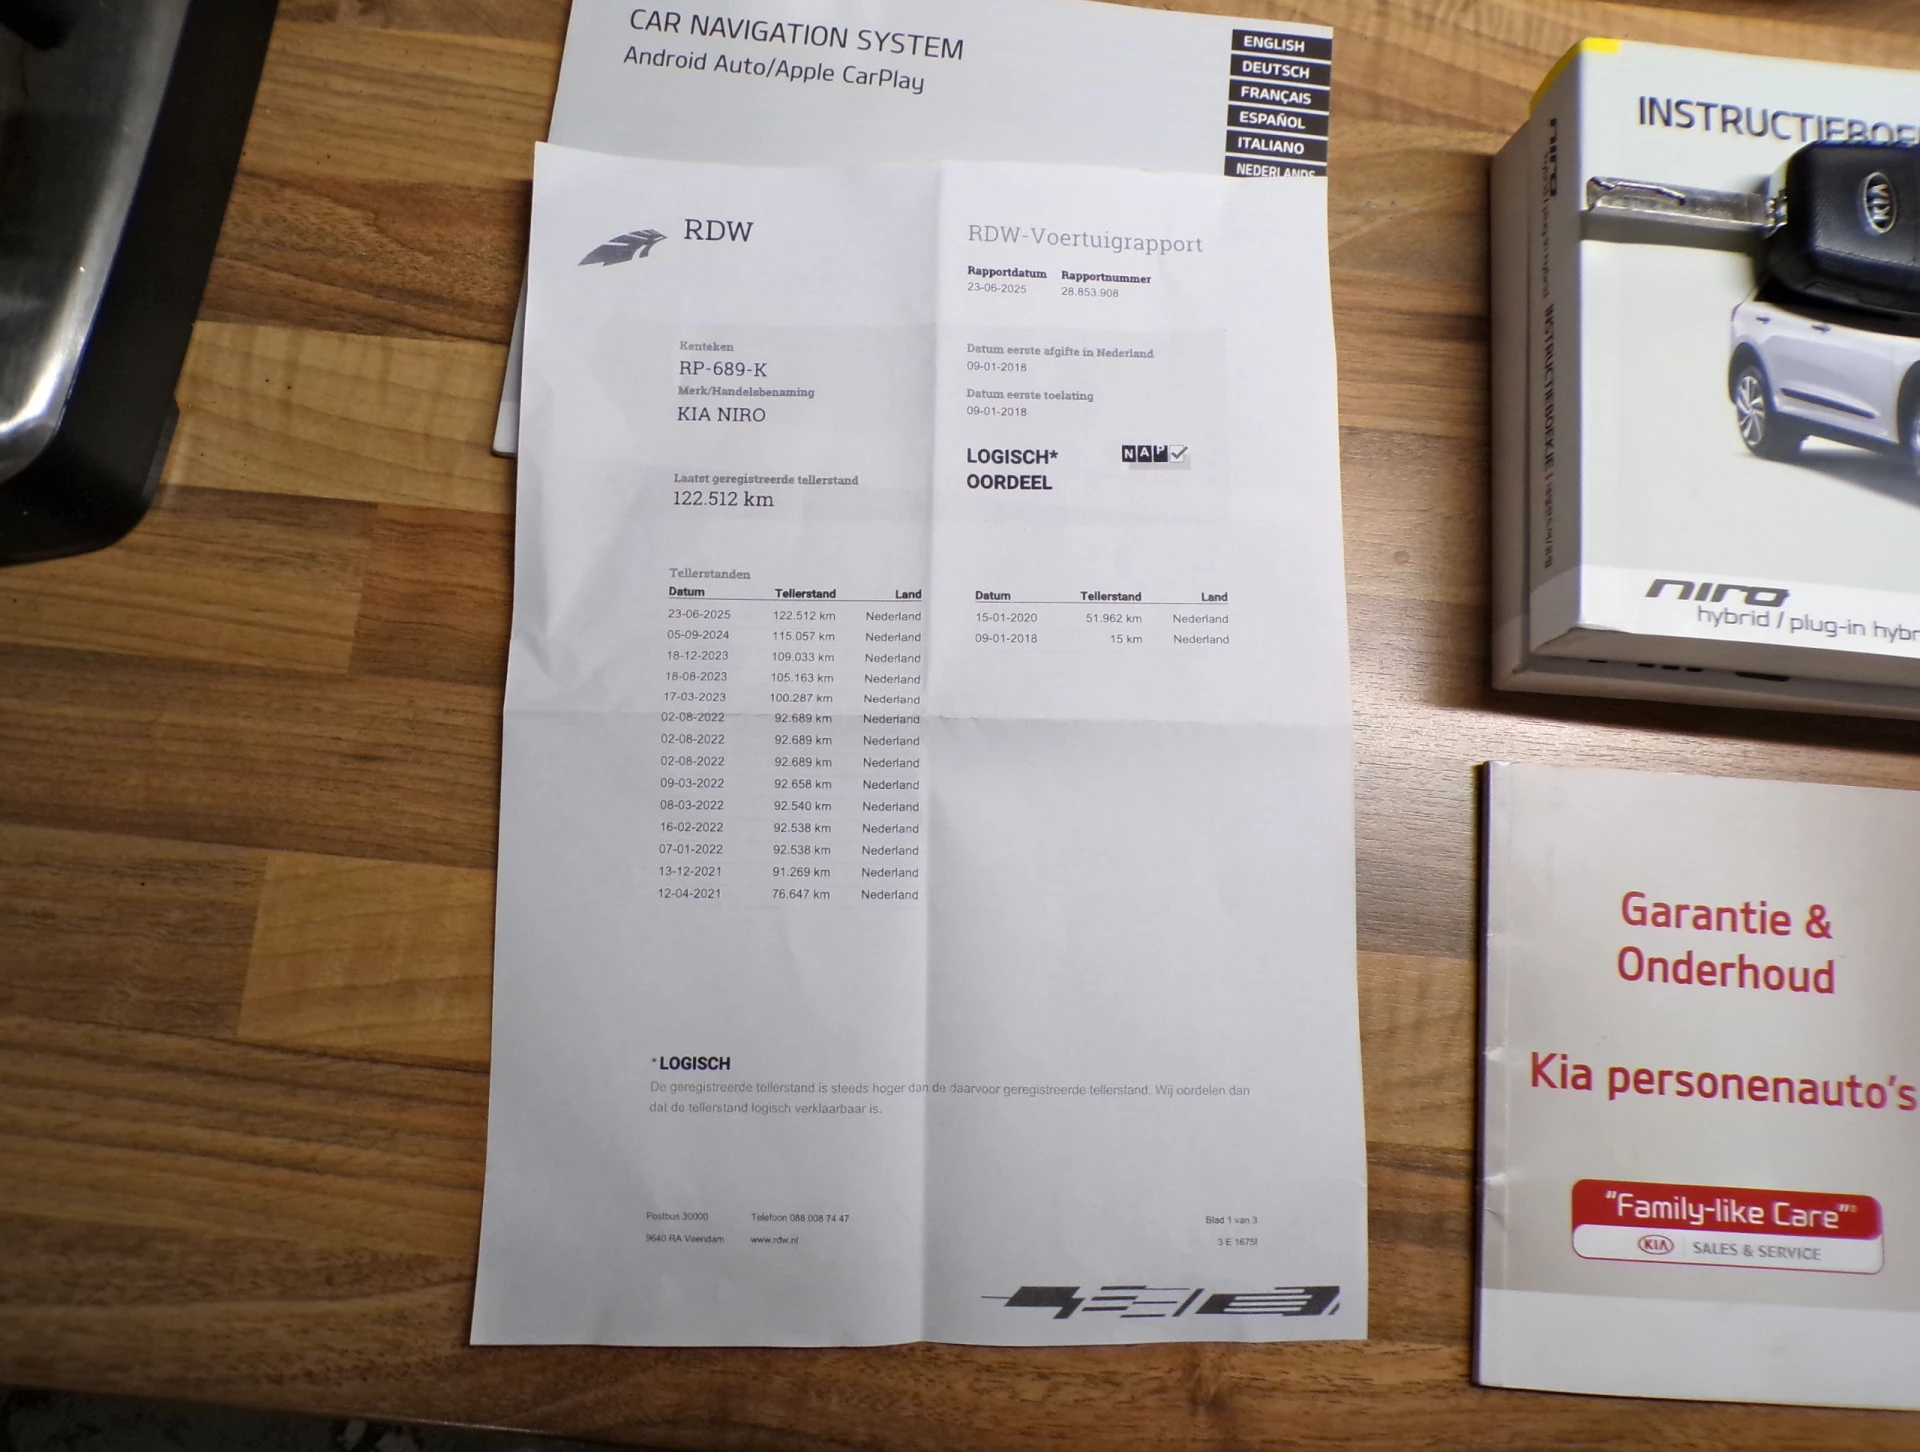 CAR NAVIGATION SYSTEM
Android Auto/Apple CarPlay
ENGLISH
DEUTSCH
FRANÇAIS
ESPAÑOL
ITALIANO
NEDERLANDS
RDW
RDW-Voertuigrapport
Rapportdatum Rapportnummer
23-06-2025 28.853.908
Kenteken
RP-689-K
Merk/Handelsbenaming
KIA NIRO
Datum eerste afgifte in Nederland
09-01-2018
Datum eerste toelating
09-01-2018
Laatst geregistreerde tellerstand
122.512 km
LOGISCH*
OORDEEL
NAP
Tellerstanden
Datum Tellerstand Land
23-06-2025 122.512 km Nederland
05-09-2024 115.057 km Nederland
18-12-2023 109.033 km Nederland
18-08-2023 105.163 km Nederland
17-03-2023 100.287 km Nederland
02-08-2022 92.689 km Nederland
02-08-2022 92.689 km Nederland
02-08-2022 92.689 km Nederland
09-03-2022 92.658 km Nederland
08-03-2022 92.540 km Nederland
16-02-2022 92.538 km Nederland
07-01-2022 92.538 km Nederland
13-12-2021 91.269 km Nederland
12-04-2021 76.647 km Nederland
Datum Tellerstand Land
15-01-2020 51.962 km Nederland
09-01-2018 15 km Nederland
*LOGISCH
De geregistreerde tellerstand is steeds hoger dan de daarvoor geregistreerde tellerstand. Wij oordelen dan
dat de tellerstand logisch verklaarbaar is.
Postbus 30000 Telefoon 088 008 74 47
9640 RA Veendam www.rdw.nl
Blad 1 van 3
3 E 1675f
INSTRUCTIEBOE
KIA
niro
hybrid / plug-in hybr
niro
INSTRUCTIEBOEKJE
Garantie &
Onderhoud
Kia personenauto's
"Family-like Care"
KIA SALES & SERVICE